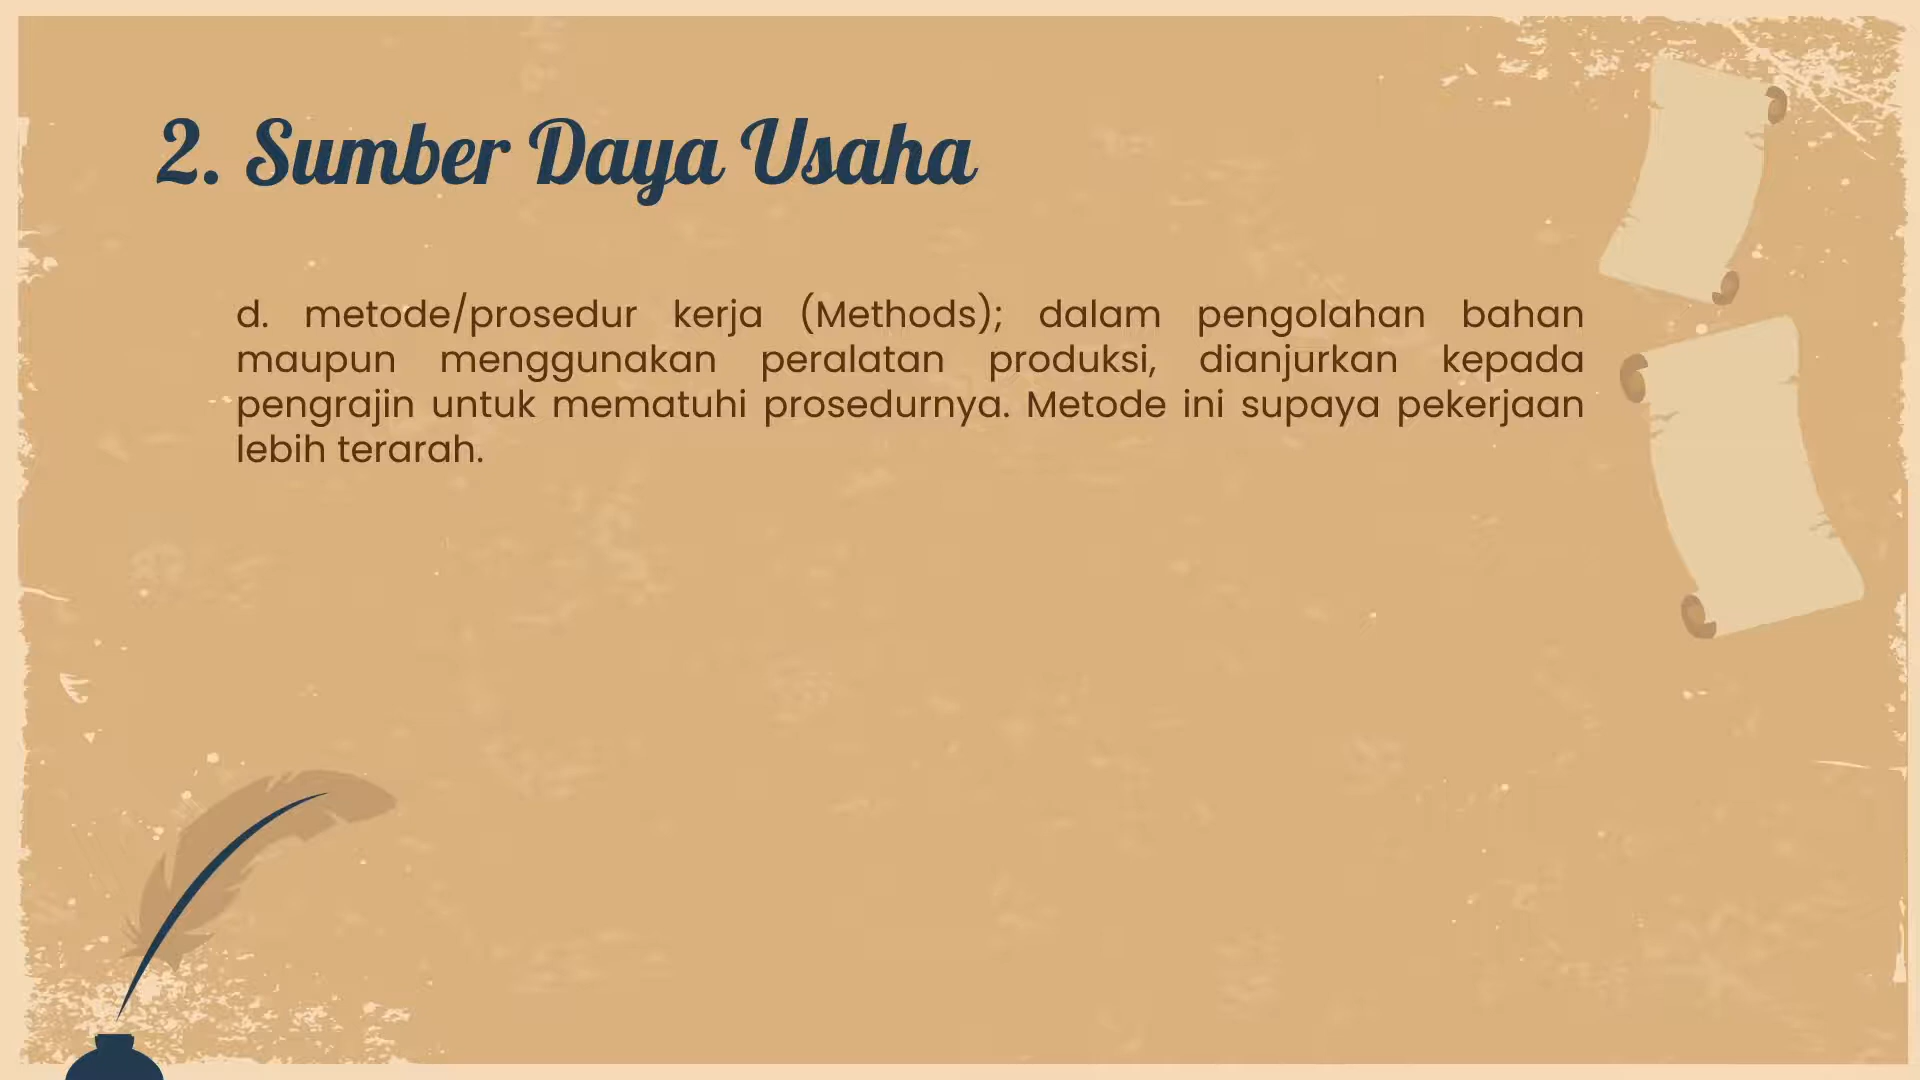 2. Sumber Daya Usaha
d. metode/prosedur kerja (Methods); dalam pengolahan bahan
maupun menggunakan peralatan produksi, dianjurkan kepada
pengrajin untuk mematuhi prosedurnya. Metode ini supaya pekerjaan
lebih terarah.